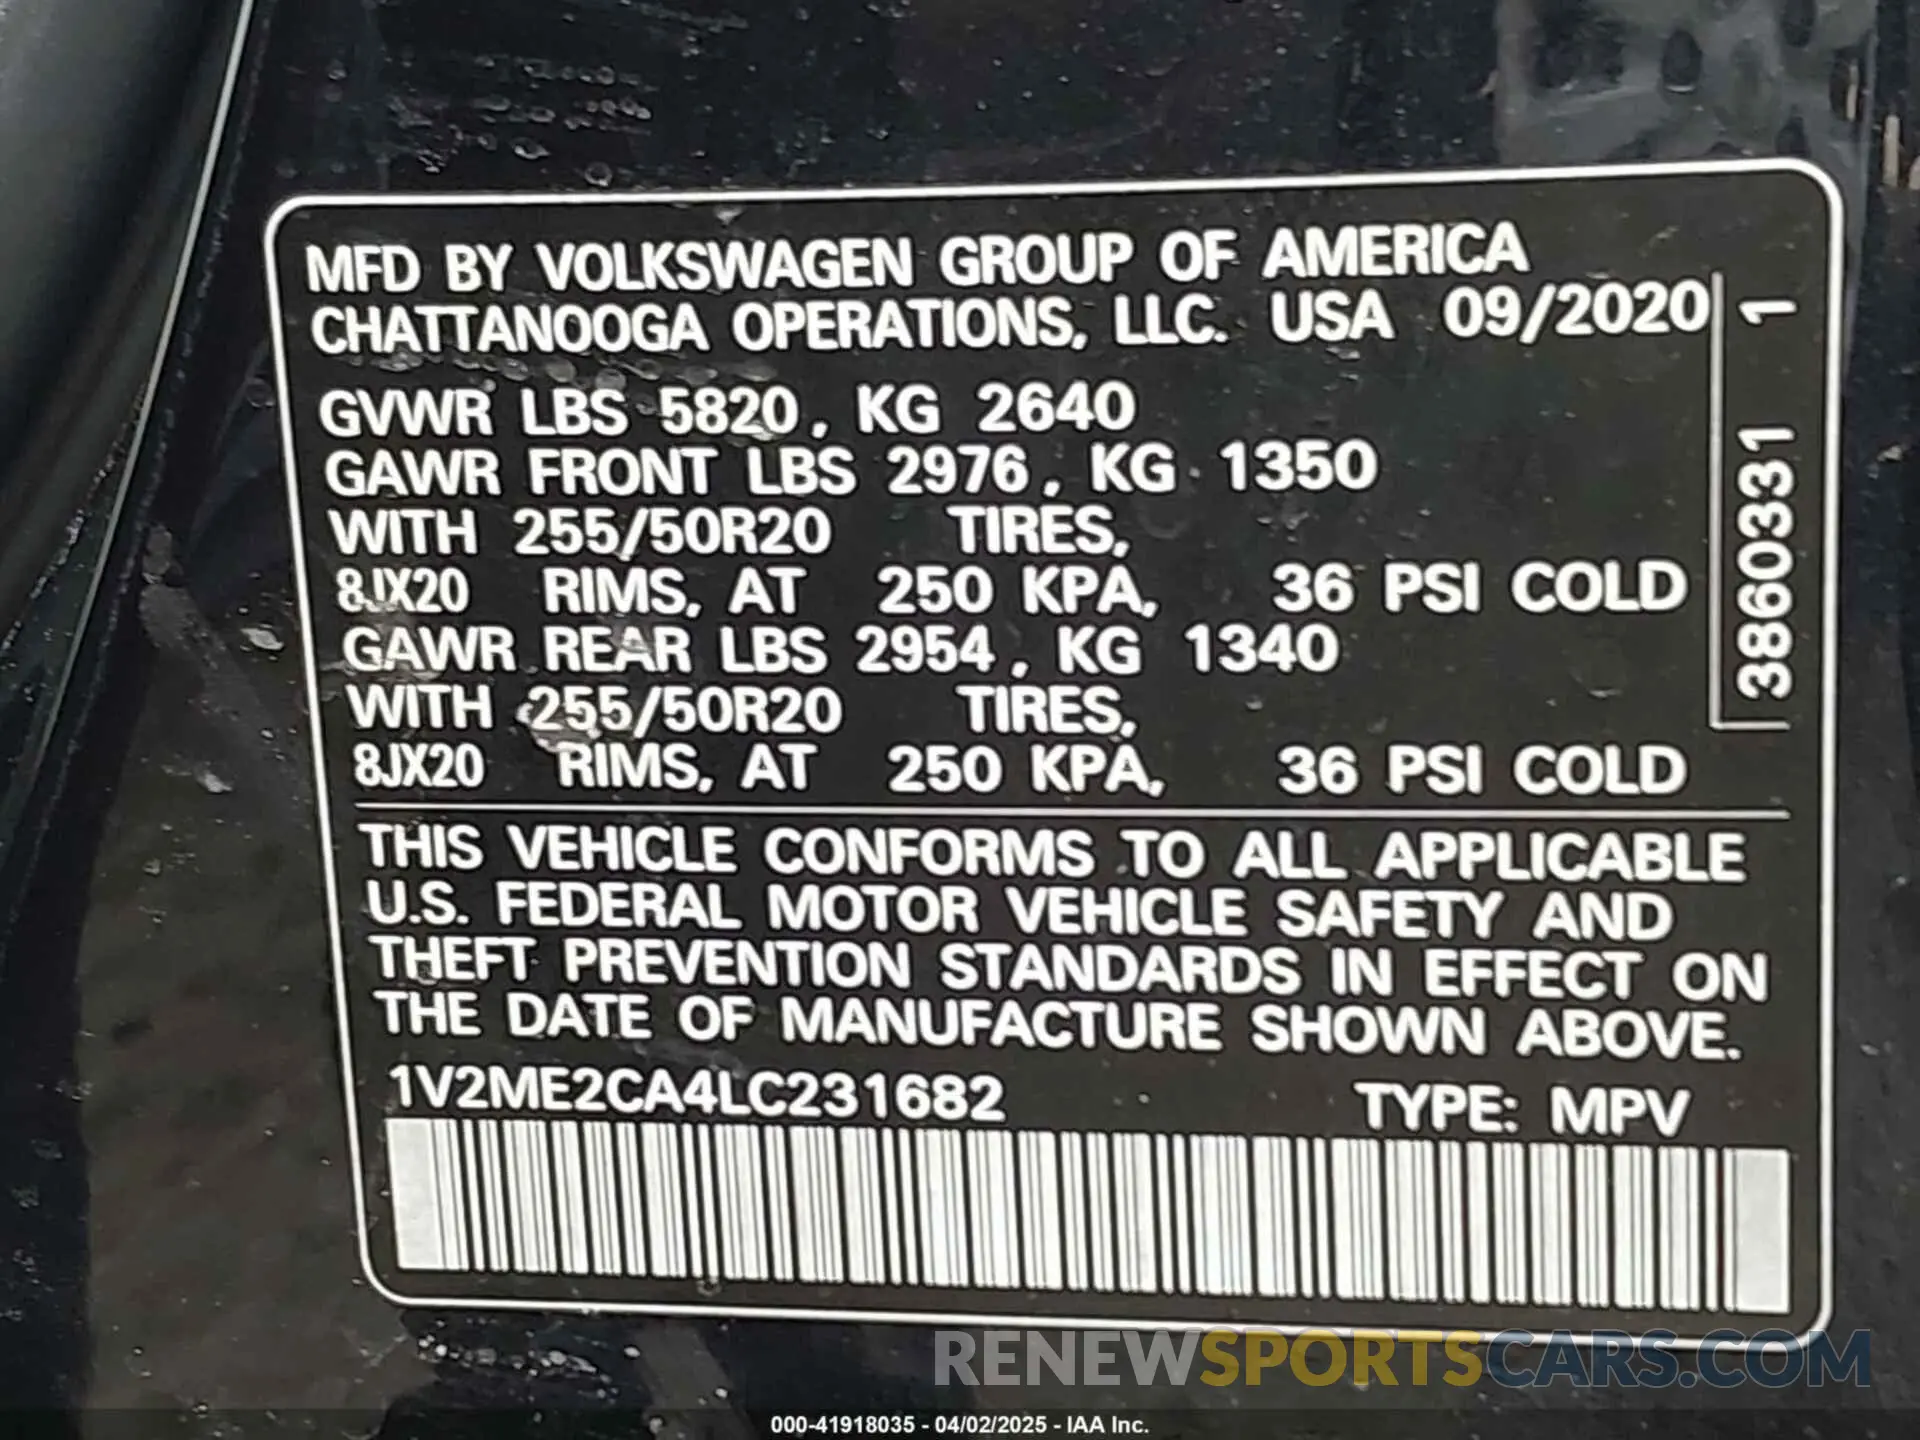 MFD BY VOLKSWAGEN GROUP OF AMERICA
CHATTANOOGA OPERATIONS, LLC. USA 09/2020
GVWR LBS 5820, KG 2640
GAWR FRONT LBS 2976, KG 1350
WITH 255/50R20 TIRES,
8JX20 RIMS, AT 250 KPA, 36 PSI COLD
GAWR REAR LBS 2954, KG 1340
WITH 255/50R20 TIRES,
8JX20 RIMS, AT 250 KPA, 36 PSI COLD
3860331 1
THIS VEHICLE CONFORMS TO ALL APPLICABLE
U.S. FEDERAL MOTOR VEHICLE SAFETY AND
THEFT PREVENTION STANDARDS IN EFFECT ON
THE DATE OF MANUFACTURE SHOWN ABOVE.
1V2ME2CA4LC231682 TYPE: MPV
RENEWSPORTSCARS.COM
000-41918035 - 04/02/2025 - IAA Inc.